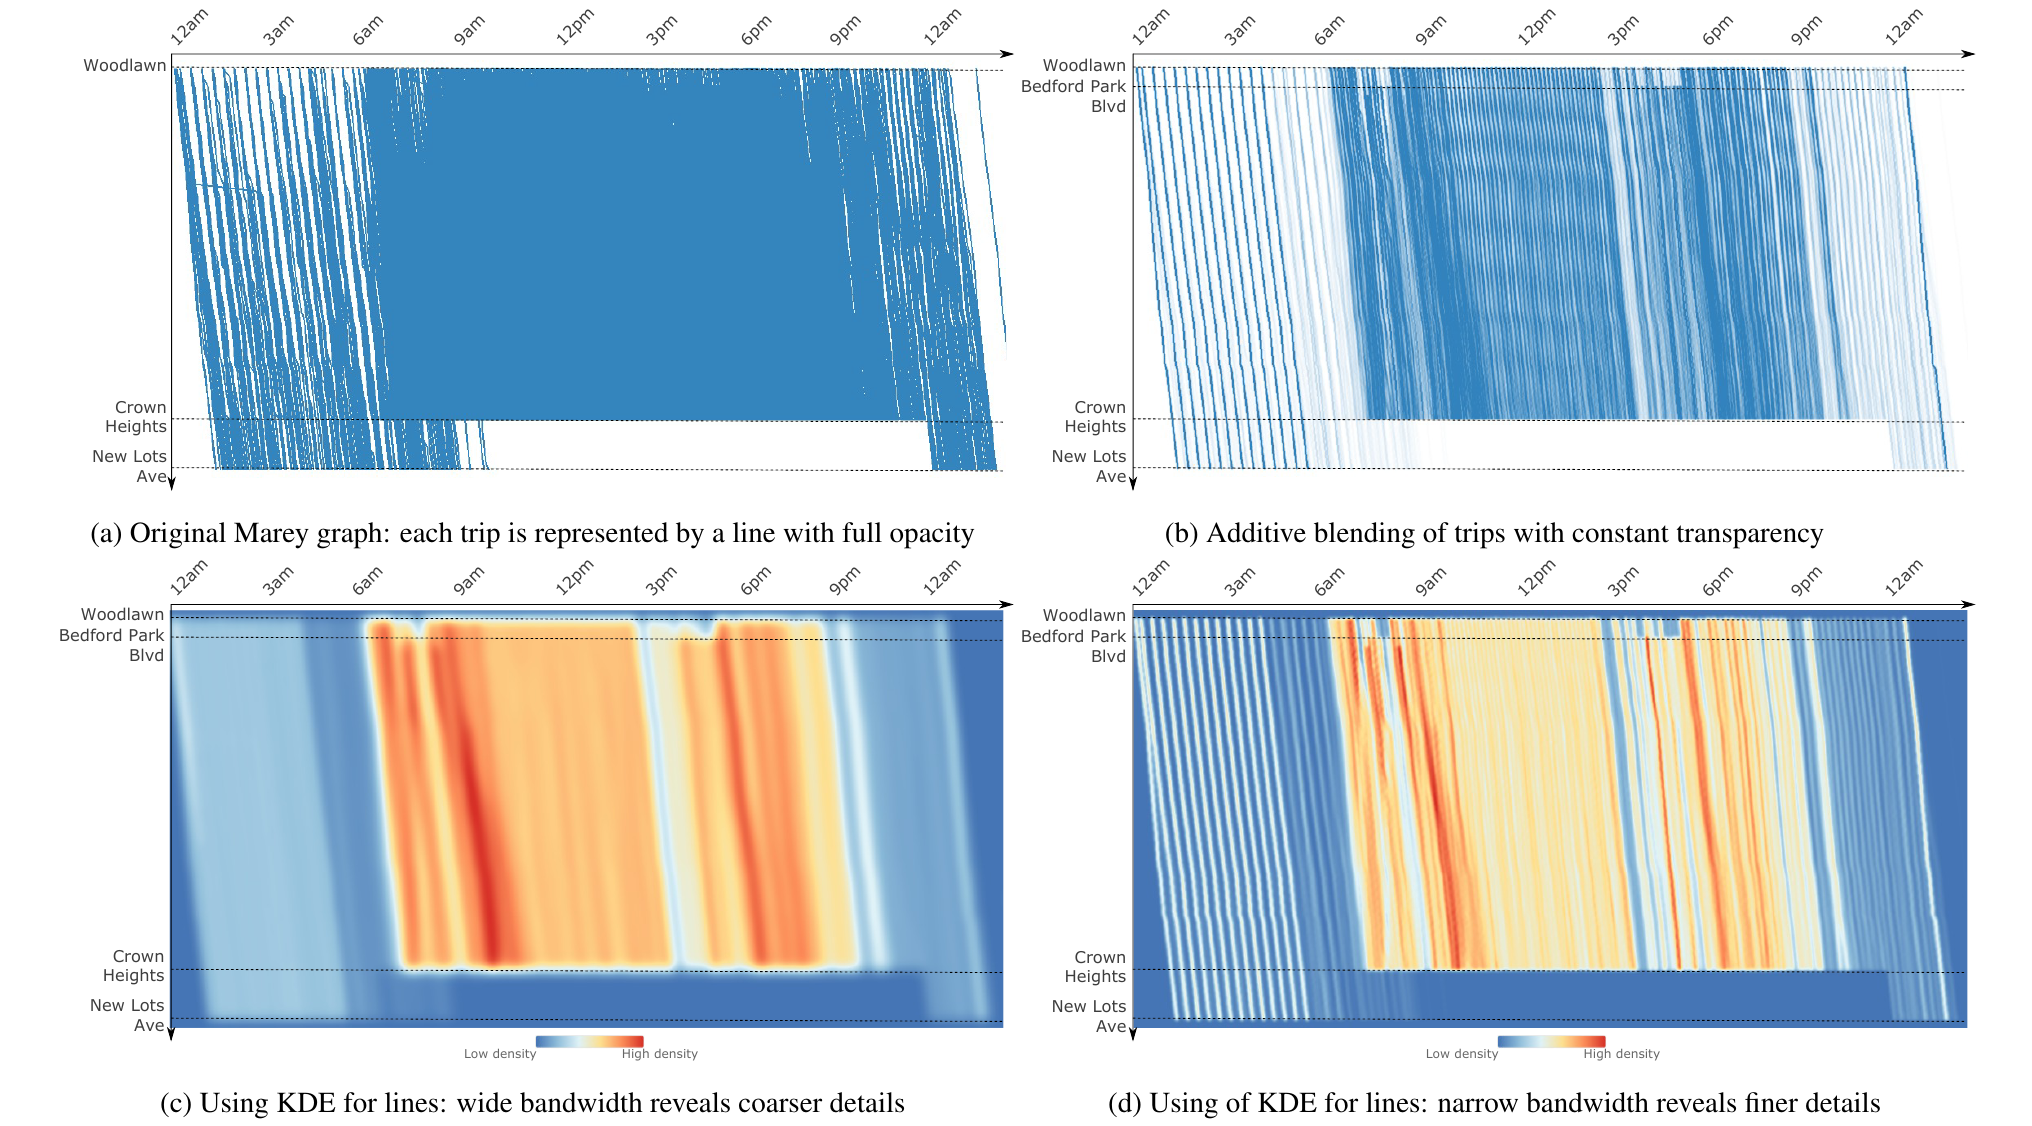 12am 3am 6am 9am 12pm 3pm 6pm 9pm 12am
Woodlawn
Crown
Heights
New Lots
Ave
(a) Original Marey graph: each trip is represented by a line with full opacity
12am 3am 6am 9am 12pm 3pm 6pm 9pm 12am
Woodlawn
Bedford Park
Blvd
Crown
Heights
New Lots
Ave
(b) Additive blending of trips with constant transparency
12am 3am 6am 9am 12pm 3pm 6pm 9pm 12am
Woodlawn
Bedford Park
Blvd
Crown
Heights
New Lots
Ave
Low density High density
(c) Using KDE for lines: wide bandwidth reveals coarser details
12am 3am 6am 9am 12pm 3pm 6pm 9pm 12am
Woodlawn
Bedford Park
Blvd
Crown
Heights
New Lots
Ave
Low density High density
(d) Using of KDE for lines: narrow bandwidth reveals finer details